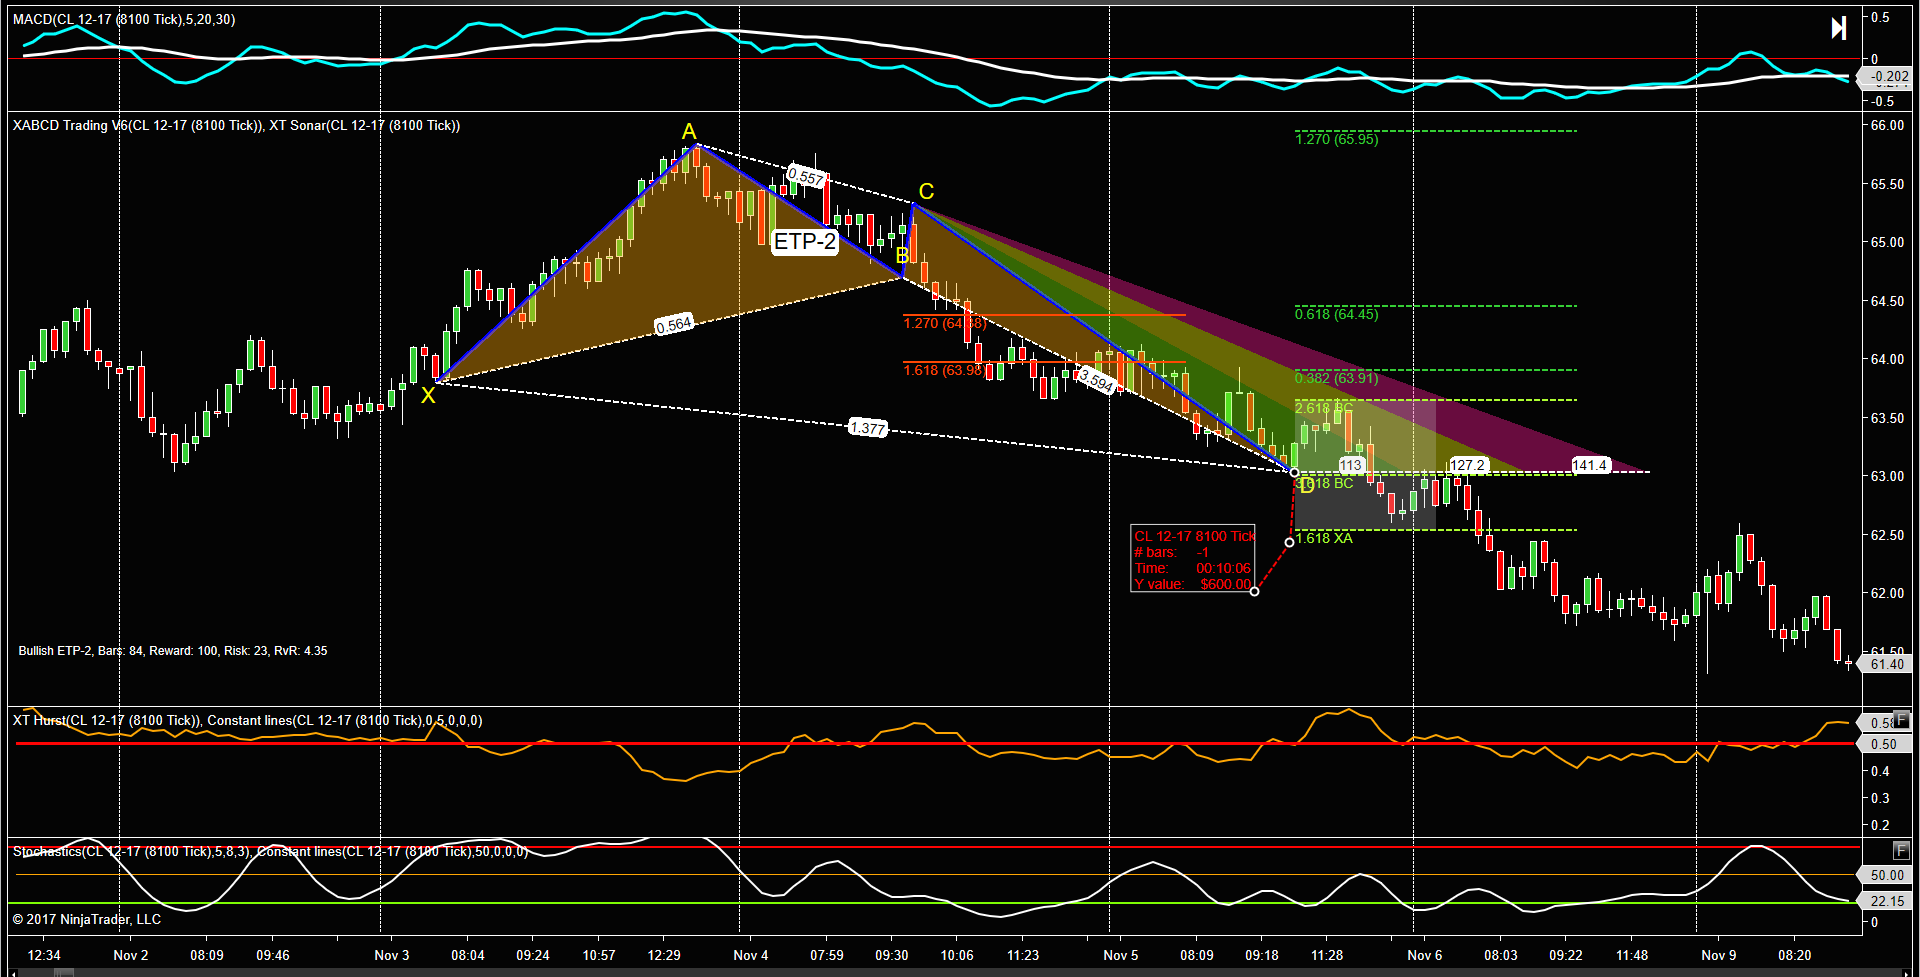 MACD(CL 12-17 (8100 Tick),5,20,30)
0.5
0
-0.202
-0.5
XABCD Trading V6(CL 12-17 (8100 Tick)), XT Sonar(CL 12-17 (8100 Tick))
66.00
A
1.270 (65.95)
0.557
65.50
C
ETP-2
65.00
B
64.50
0.564
1.270 (64.38)
0.618 (64.45)
64.00
1.618 (63.98)
3.594
0.382 (63.91)
X
2.618 BC
63.50
1.377
113
127.2
141.4
63.00
D
3.618 BC
62.50
1.618 XA
CL 12-17 8100 Tick
# bars: -1
Time: 00:10:06
Y value: $600.00
62.00
Bullish ETP-2, Bars: 84, Reward: 100, Risk: 23, RvR: 4.35
61.50
61.40
XT Hurst(CL 12-17 (8100 Tick)), Constant lines(CL 12-17 (8100 Tick),0.5,0,0,0)
F
0.50
0.4
0.3
0.2
Stochastics(CL 12-17 (8100 Tick),5,8,3), Constant lines(CL 12-17 (8100 Tick),50,0,0,0)
F
50.00
22.15
0
© 2017 NinjaTrader, LLC
12:34 Nov 2 08:09 09:46 Nov 3 08:04 09:24 10:57 12:29 Nov 4 07:59 09:30 10:06 11:23 Nov 5 08:09 09:18 11:28 Nov 6 08:03 09:22 11:48 Nov 9 08:20